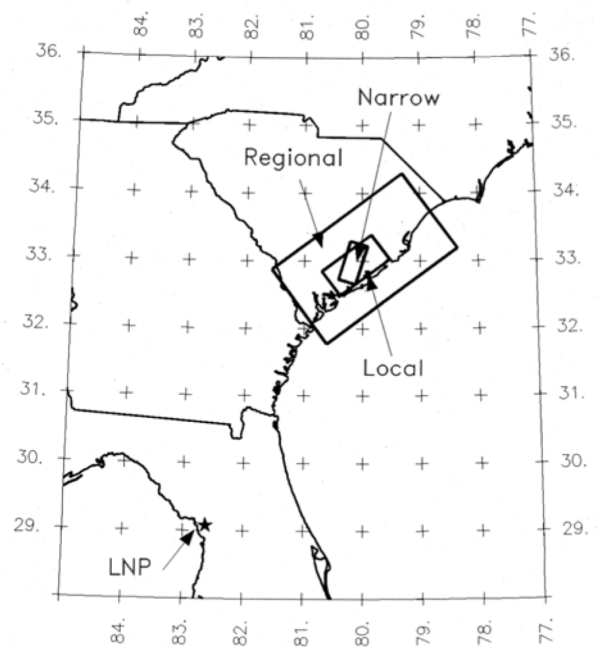 84. 83. 82. 81. 80. 79. 78. 77.
36. 36.
Narrow
35. 35.
Regional
34. 34.
33. 33.
32. 32.
Local
31. 31.
30. 30.
29. 29.
LNP
84. 83. 82. 81. 80. 79. 78. 77.